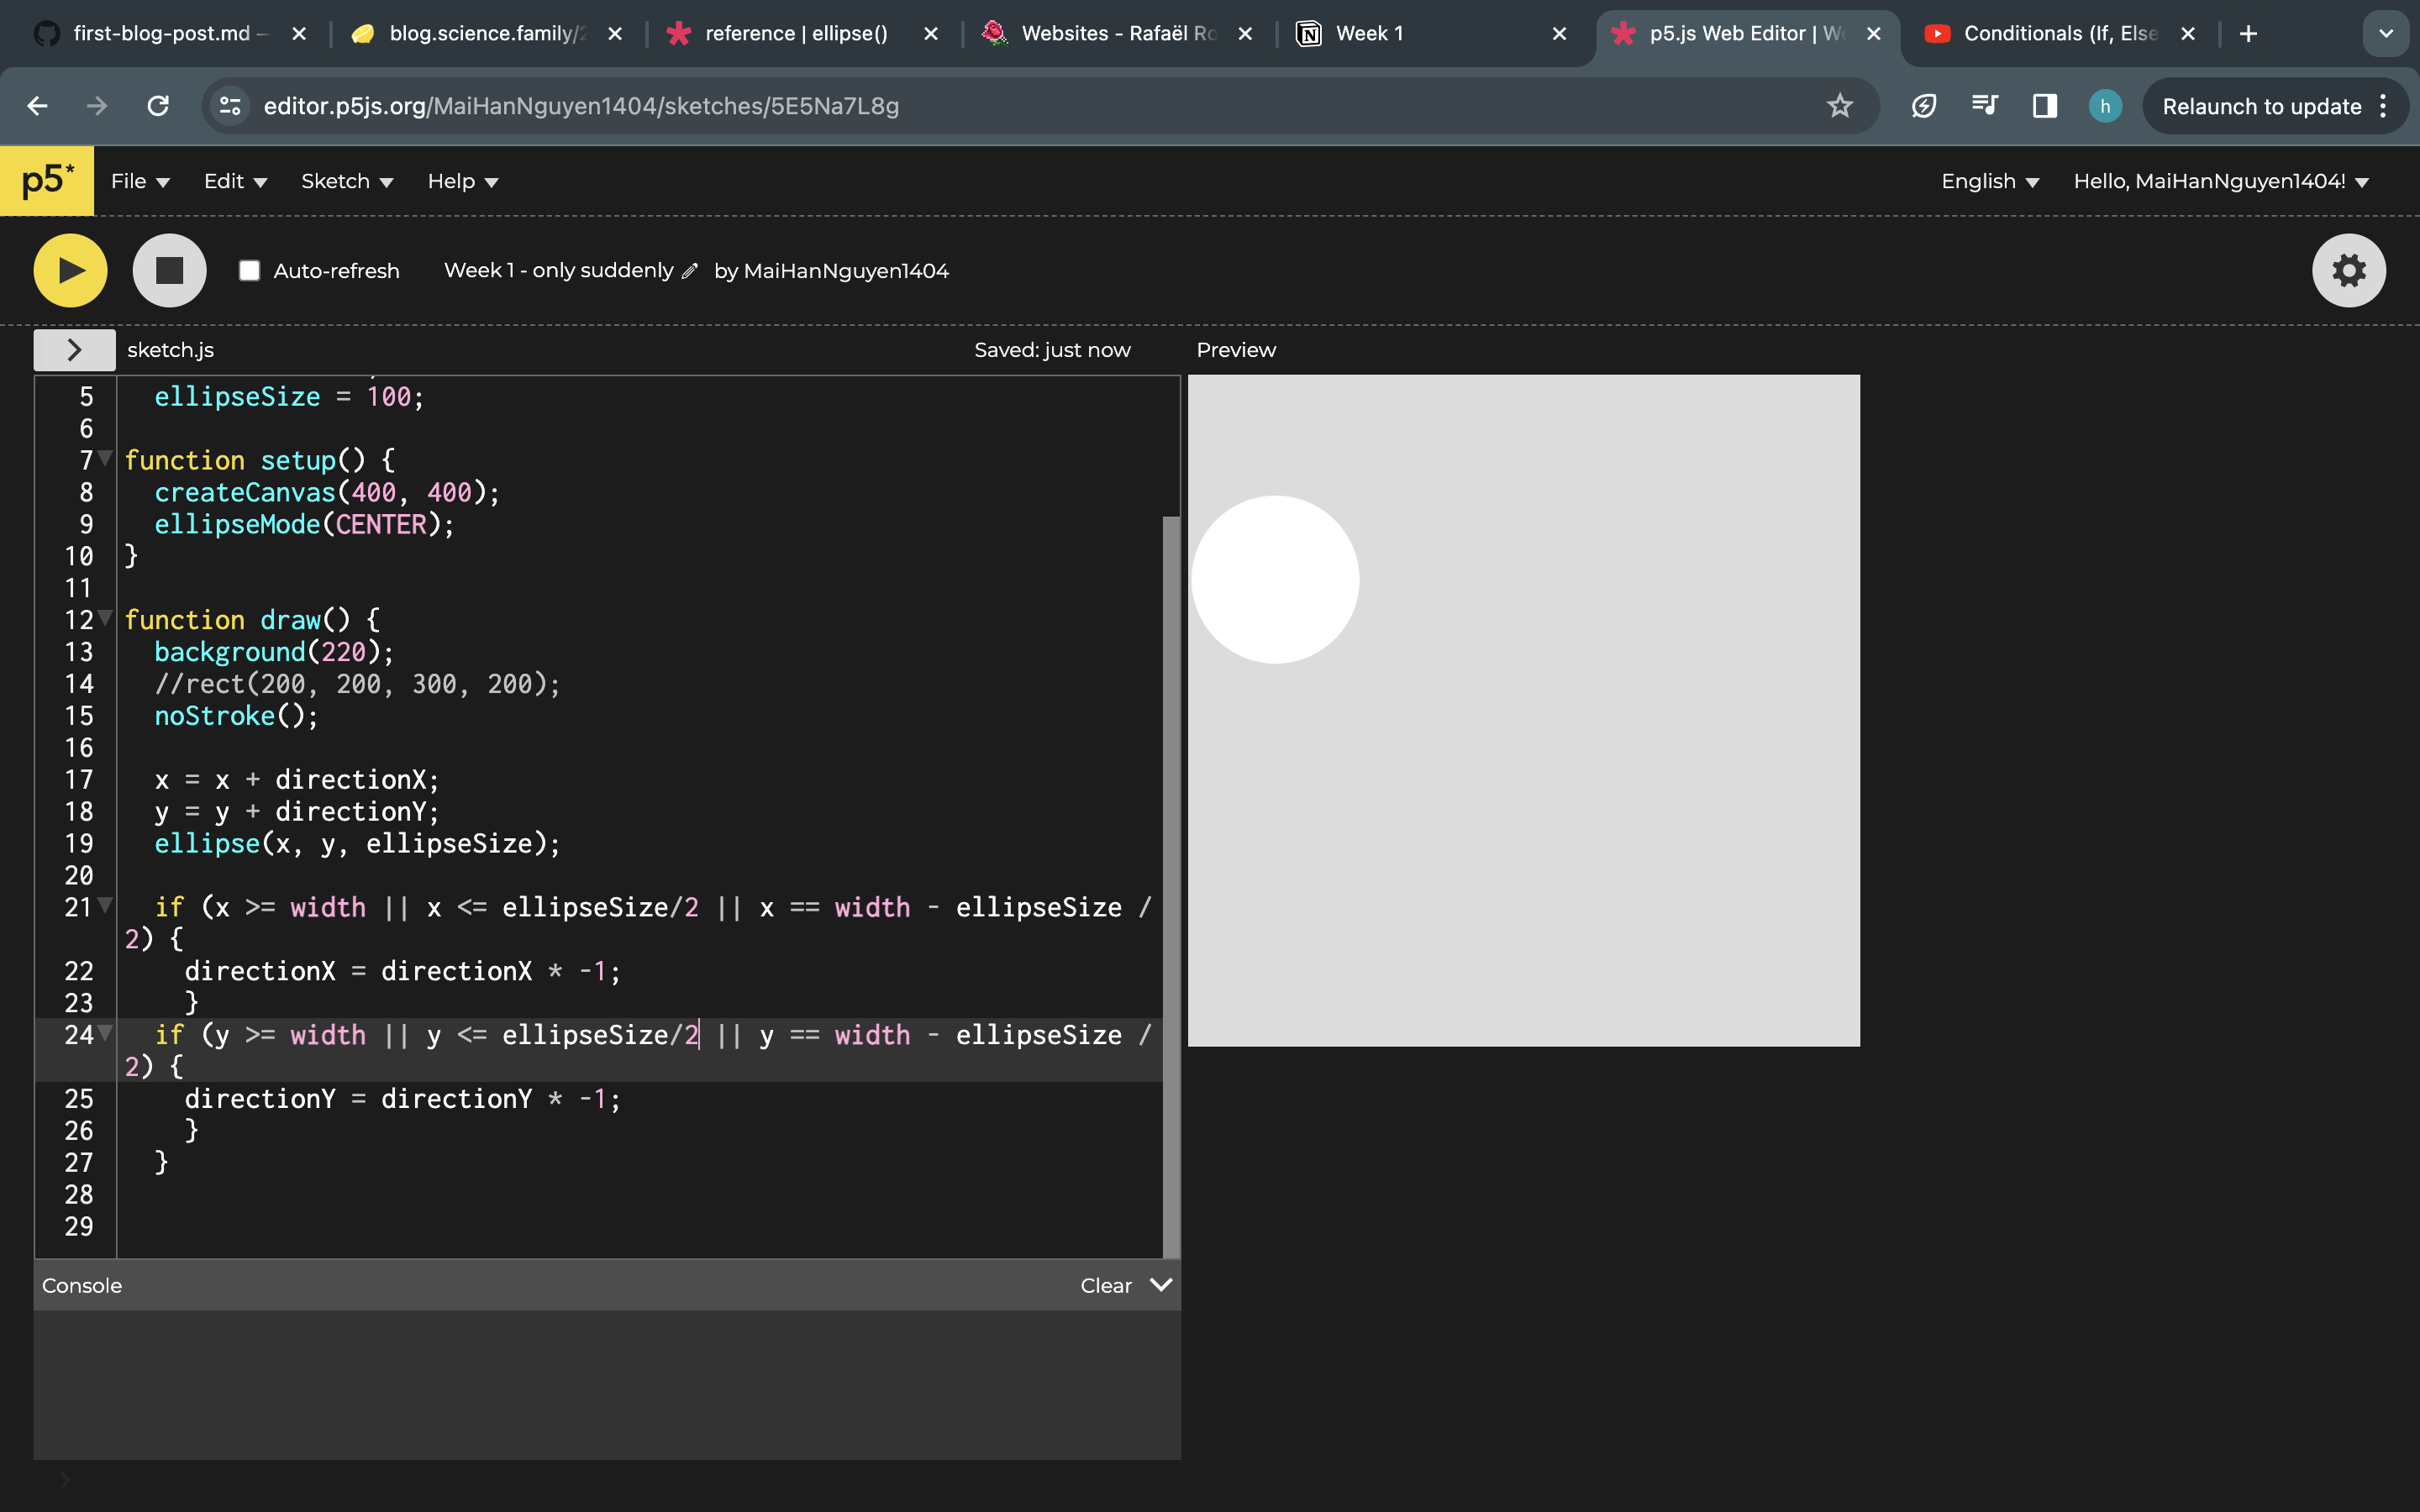 first-blog-post.md —
blog.science.family/2
reference | ellipse()
Websites - Rafaël Ro
Week 1
p5.js Web Editor | We
Conditionals (If, Else
editor.p5js.org/MaiHanNguyen1404/sketches/5E5Na7L8g
h
Relaunch to update
p5*
File
Edit
Sketch
Help
English
Hello, MaiHanNguyen1404!
Auto-refresh
Week 1 - only suddenly
by MaiHanNguyen1404
sketch.js
Saved: just now
Preview
5 ellipseSize = 100;
6
7 function setup() {
8 createCanvas(400, 400);
9 ellipseMode(CENTER);
10 }
11
12 function draw() {
13 background(220);
14 //rect(200, 200, 300, 200);
15 noStroke();
16
17 x = x + directionX;
18 y = y + directionY;
19 ellipse(x, y, ellipseSize);
20
21 if (x >= width || x <= ellipseSize/2 || x == width - ellipseSize /
2) {
22 directionX = directionX * -1;
23 }
24 if (y >= width || y <= ellipseSize/2 || y == width - ellipseSize /
2) {
25 directionY = directionY * -1;
26 }
27 }
28
29
Console
Clear